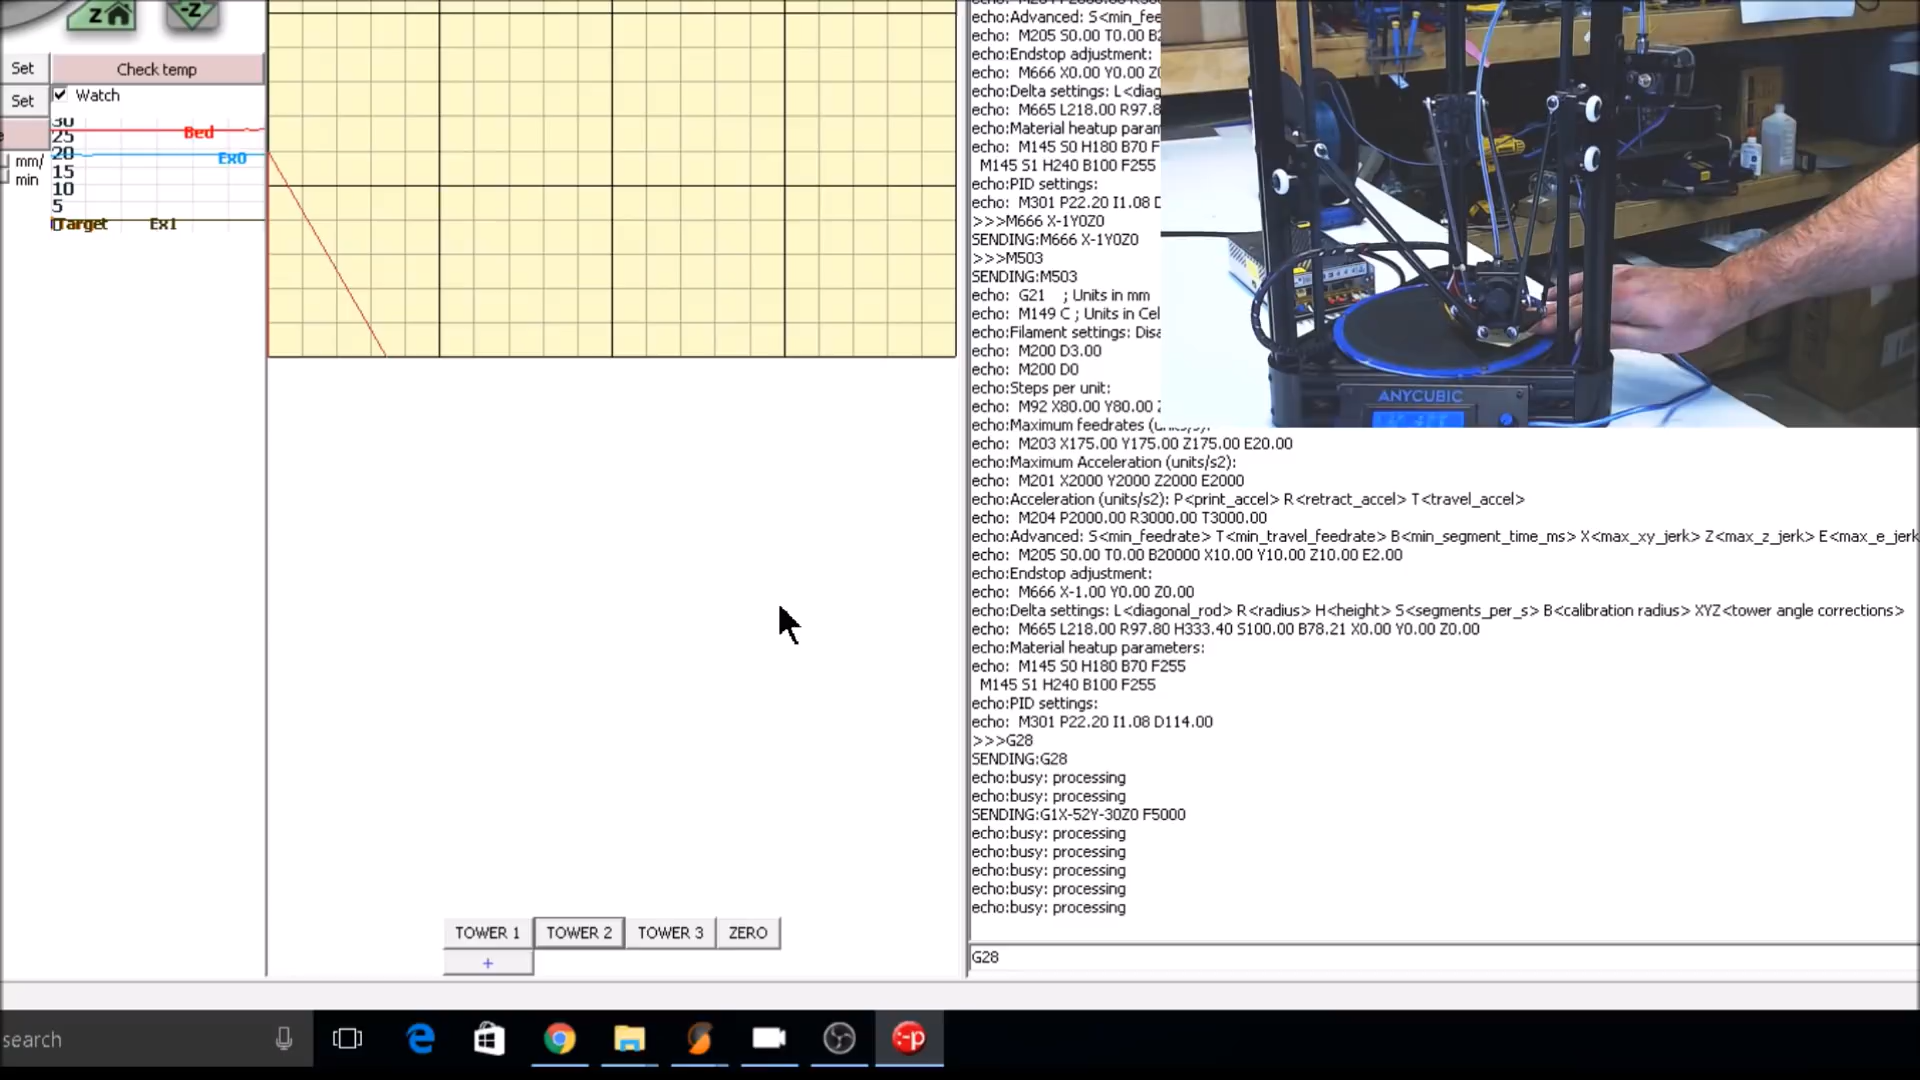 Z
-Z
Set
Check temp
Set
Watch
30
25
Bed
20
Ex0
mm/
15
min
10
5
0
Target
Ex1
echo:Advanced: S<min_fee
echo:  M205 S0.00 T0.00 B2
echo:Endstop adjustment:
echo:  M666 X0.00 Y0.00 Z0
echo:Delta settings: L<diag
echo:  M665 L218.00 R97.8
echo:Material heatup param
echo:  M145 S0 H180 B70 F
M145 S1 H240 B100 F255
echo:PID settings:
echo:  M301 P22.20 I1.08 D
>>>M666 X-1Y0Z0
SENDING:M666 X-1Y0Z0
>>>M503
SENDING:M503
echo:  G21    ; Units in mm
echo:  M149 C ; Units in Cel
echo:Filament settings: Disa
echo:  M200 D3.00
echo:  M200 D0
echo:Steps per unit:
echo:  M92 X80.00 Y80.00 Z
echo:Maximum feedrates (units/s):
echo:  M203 X175.00 Y175.00 Z175.00 E20.00
echo:Maximum Acceleration (units/s2):
echo:  M201 X2000 Y2000 Z2000 E2000
echo:Acceleration (units/s2): P<print_accel> R<retract_accel> T<travel_accel>
echo:  M204 P2000.00 R3000.00 T3000.00
echo:Advanced: S<min_feedrate> T<min_travel_feedrate> B<min_segment_time_ms> X<max_xy_jerk> Z<max_z_jerk> E<max_e_jerk
echo:  M205 S0.00 T0.00 B20000 X10.00 Y10.00 Z10.00 E2.00
echo:Endstop adjustment:
echo:  M666 X-1.00 Y0.00 Z0.00
echo:Delta settings: L<diagonal_rod> R<radius> H<height> S<segments_per_s> B<calibration radius> XYZ<tower angle corrections>
echo:  M665 L218.00 R97.80 H333.40 S100.00 B78.21 X0.00 Y0.00 Z0.00
echo:Material heatup parameters:
echo:  M145 S0 H180 B70 F255
M145 S1 H240 B100 F255
echo:PID settings:
echo:  M301 P22.20 I1.08 D114.00
>>>G28
SENDING:G28
echo:busy: processing
echo:busy: processing
SENDING:G1X-52Y-30Z0 F5000
echo:busy: processing
echo:busy: processing
echo:busy: processing
echo:busy: processing
echo:busy: processing
G28
ANYCUBIC
TOWER 1
TOWER 2
TOWER 3
ZERO
+
search
:-p